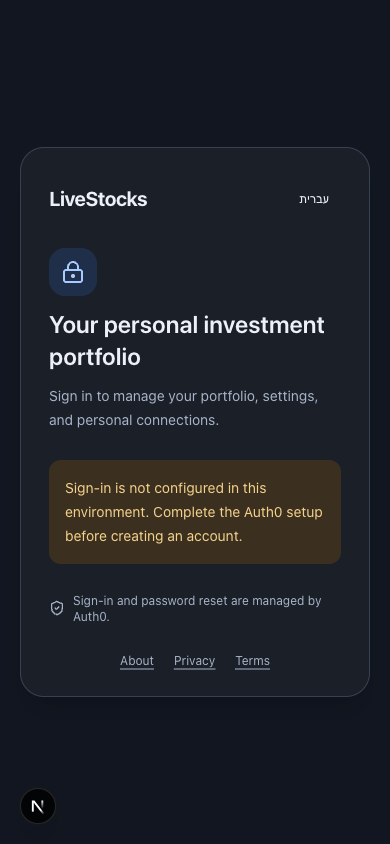 LiveStocks
עברית
Your personal investment
portfolio
Sign in to manage your portfolio, settings,
and personal connections.
Sign-in is not configured in this
environment. Complete the Auth0 setup
before creating an account.
Sign-in and password reset are managed by
Auth0.
About Privacy Terms
N